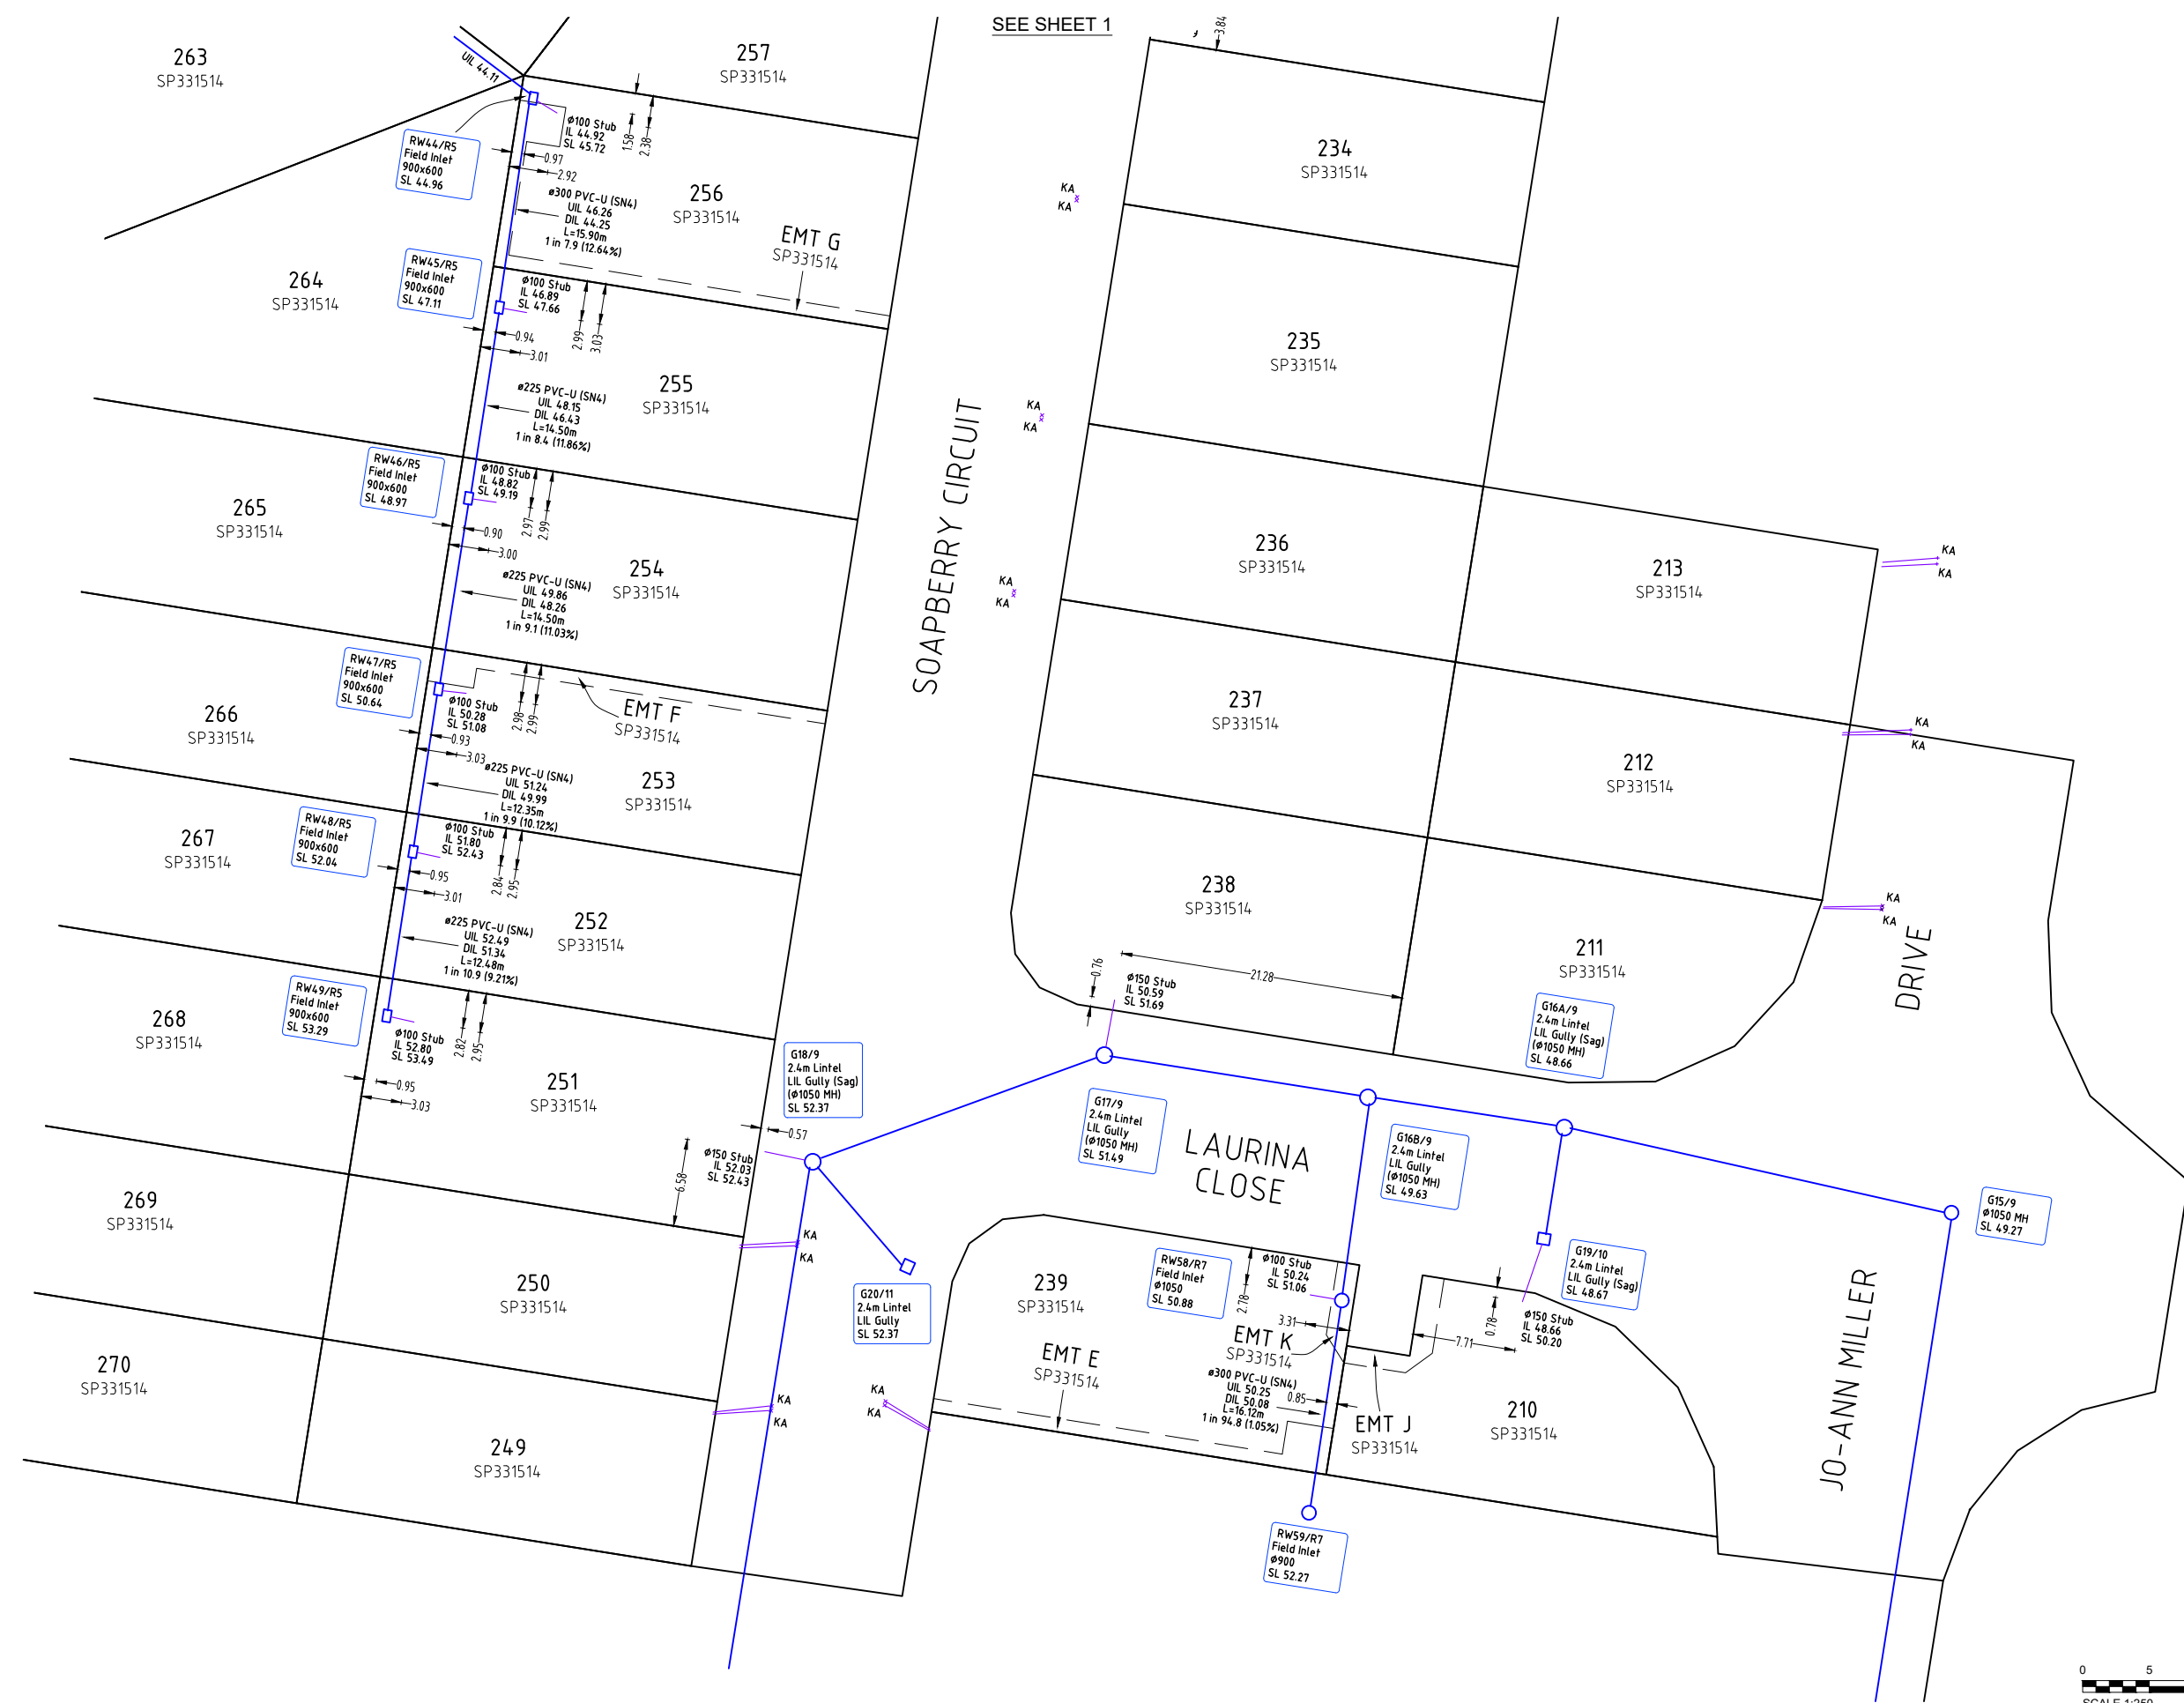 SEE SHEET 1
3.84
263
SP331514
UIL 44.11
257
SP331514
RW44/R5
Field Inlet
900x600
SL 44.96
ø100 Stub
IL 44.92
SL 45.72
1.58
2.38
0.97
2.92
ø300 PVC-U (SN4)
UIL 46.26
DIL 44.25
L=15.90m
1 in 7.9 (12.64%)
256
SP331514
EMT G
SP331514
234
SP331514
KA
KA
264
SP331514
RW45/R5
Field Inlet
900x600
SL 47.11
ø100 Stub
IL 46.89
SL 47.66
2.99
3.03
0.94
3.01
ø225 PVC-U (SN4)
UIL 48.15
DIL 46.43
L=14.50m
1 in 8.4 (11.86%)
255
SP331514
235
SP331514
KA
KA
SOAPBERRY CIRCUIT
265
SP331514
RW46/R5
Field Inlet
900x600
SL 48.97
ø100 Stub
IL 48.82
SL 49.19
2.97
2.99
0.90
3.00
ø225 PVC-U (SN4)
UIL 49.86
DIL 48.26
L=14.50m
1 in 9.1 (11.03%)
254
SP331514
KA
KA
236
SP331514
213
SP331514
KA
KA
266
SP331514
RW47/R5
Field Inlet
900x600
SL 50.64
ø100 Stub
IL 50.28
SL 51.08
2.98
2.99
0.93
3.03
EMT F
SP331514
ø225 PVC-U (SN4)
UIL 51.24
DIL 49.99
L=12.35m
1 in 9.9 (10.12%)
253
SP331514
237
SP331514
212
SP331514
KA
KA
267
SP331514
RW48/R5
Field Inlet
900x600
SL 52.04
ø100 Stub
IL 51.80
SL 52.43
2.84
2.95
0.95
3.01
ø225 PVC-U (SN4)
UIL 52.49
DIL 51.34
L=12.48m
1 in 10.9 (9.21%)
252
SP331514
238
SP331514
211
SP331514
KA
KA
DRIVE
0.76
ø150 Stub
IL 50.59
SL 51.69
21.28
G16A/9
2.4m Lintel
LIL Gully (Sag)
(ø1050 MH)
SL 48.66
268
SP331514
RW49/R5
Field Inlet
900x600
SL 53.29
ø100 Stub
IL 52.80
SL 53.49
2.82
2.95
0.95
3.03
251
SP331514
G18/9
2.4m Lintel
LIL Gully (Sag)
(ø1050 MH)
SL 52.37
0.57
ø150 Stub
IL 52.03
SL 52.43
6.58
G17/9
2.4m Lintel
LIL Gully
(ø1050 MH)
SL 51.49
LAURINA
CLOSE
G16B/9
2.4m Lintel
LIL Gully
(ø1050 MH)
SL 49.63
G15/9
ø1050 MH
SL 49.27
269
SP331514
KA
KA
250
SP331514
G20/11
2.4m Lintel
LIL Gully
SL 52.37
239
SP331514
RW58/R7
Field Inlet
ø1050
SL 50.88
2.78
ø100 Stub
IL 50.24
SL 51.06
3.31
G19/10
2.4m Lintel
LIL Gully (Sag)
SL 48.67
0.78
7.71
ø150 Stub
IL 48.66
SL 50.20
EMT K
SP331514
EMT E
SP331514
ø300 PVC-U (SN4)
UIL 50.25
DIL 50.08
L=16.12m
1 in 94.8 (1.05%)
0.85
EMT J
SP331514
210
SP331514
JO-ANN MILLER
270
SP331514
KA
KA
KA
KA
249
SP331514
RW59/R7
Field Inlet
ø900
SL 52.27
0 5